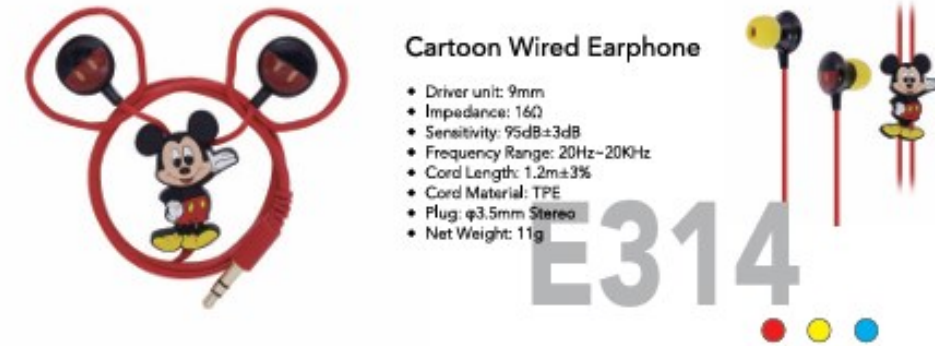 Cartoon Wired Earphone
◆ Driver unit: 9mm
◆ Impedance: 16Ω
◆ Sensitivity: 95dB±3dB
◆ Frequency Range: 20Hz~20KHz
◆ Cord Length: 1.2m±3%
◆ Cord Material: TPE
◆ Plug: φ3.5mm Stereo
◆ Net Weight: 11g
E314